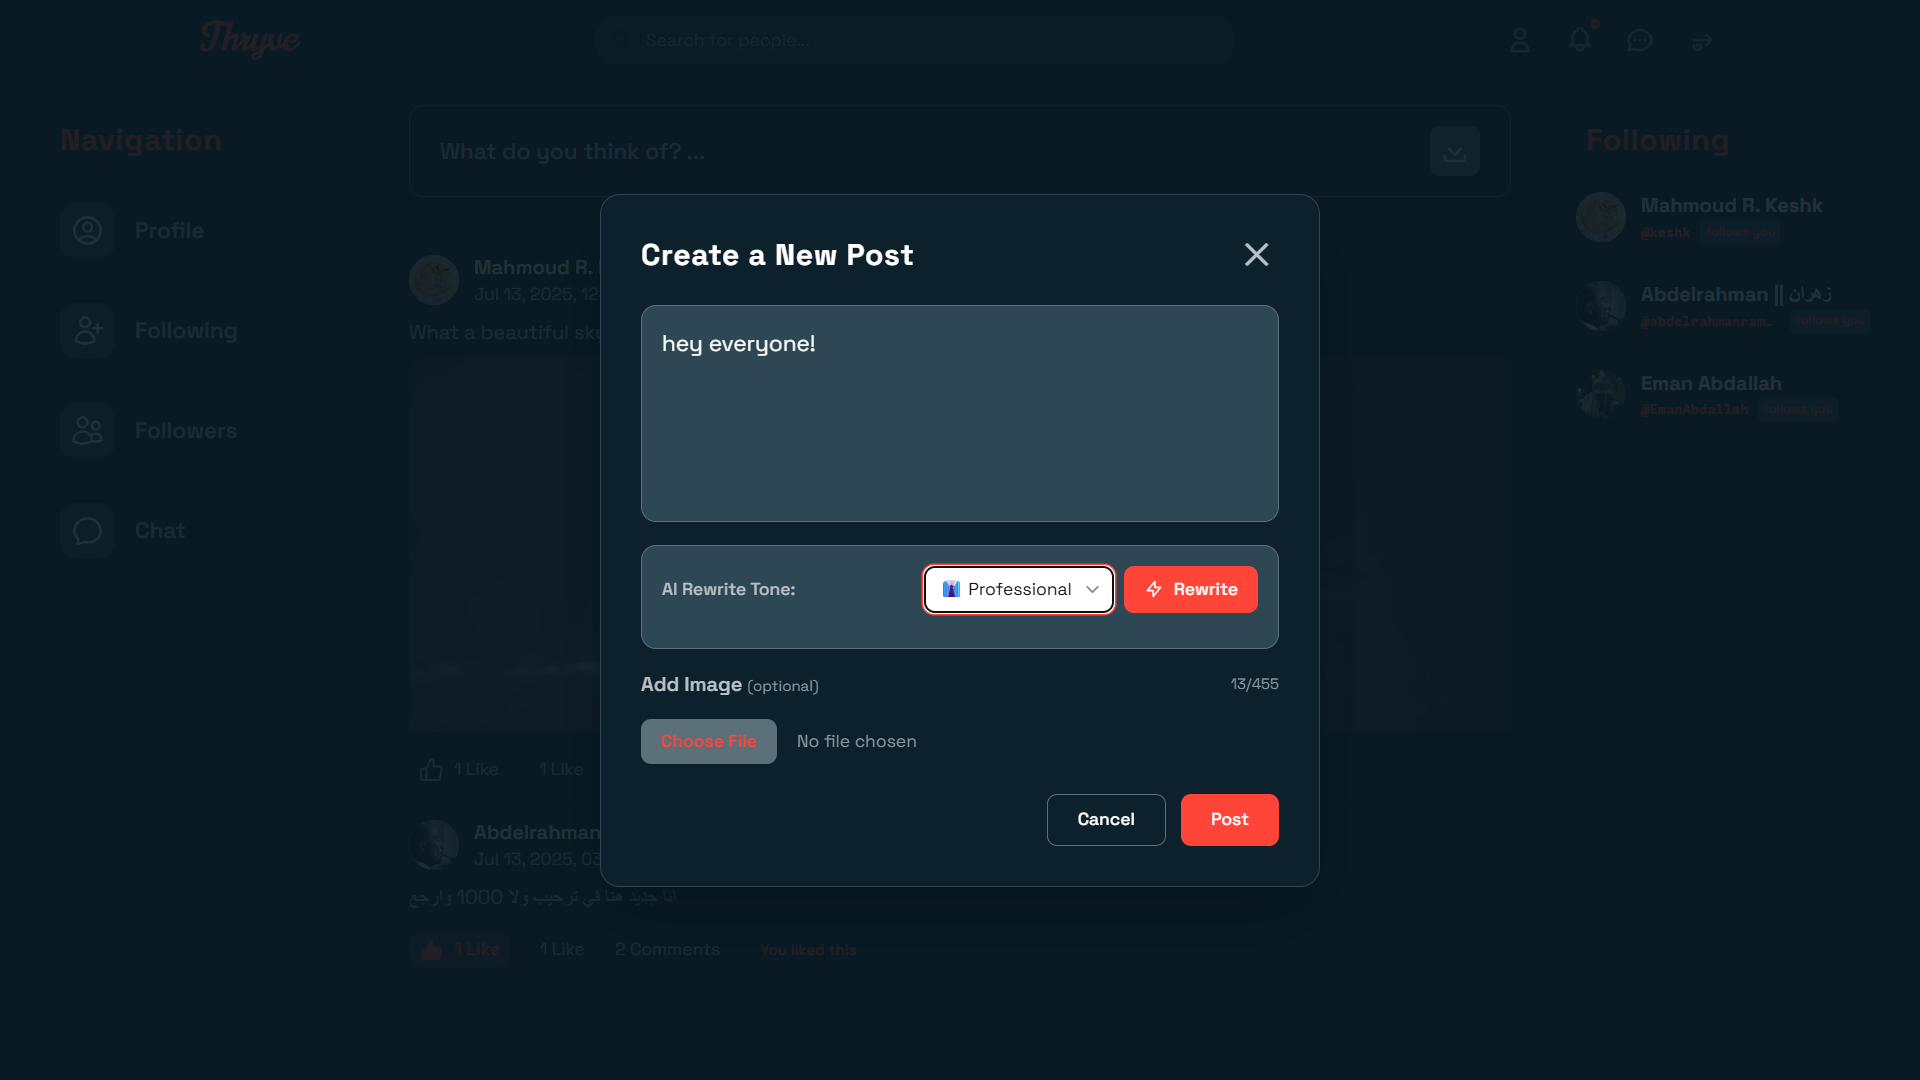 Thryve
Search for people...
Navigation
Profile
Following
Followers
Chat
What do you think of? ...
Mahmoud R.
Jul 13, 2025, 12:
What a beautiful sk
1 Like
1 Like
Abdelrahman
Jul 13, 2025, 03
انا جديد هنا في ترحيب ولا 1000 وارجع
1 Like
1 Like
2 Comments
You liked this
Create a New Post
hey everyone!
AI Rewrite Tone:
Professional
Rewrite
Add Image (optional)
13/455
Choose File
No file chosen
Cancel
Post
Following
Mahmoud R. Keshk
@keshk
follows you
Abdelrahman || زهران
@abdelrahmanram...
follows you
Eman Abdallah
@EmanAbdallah
follows you